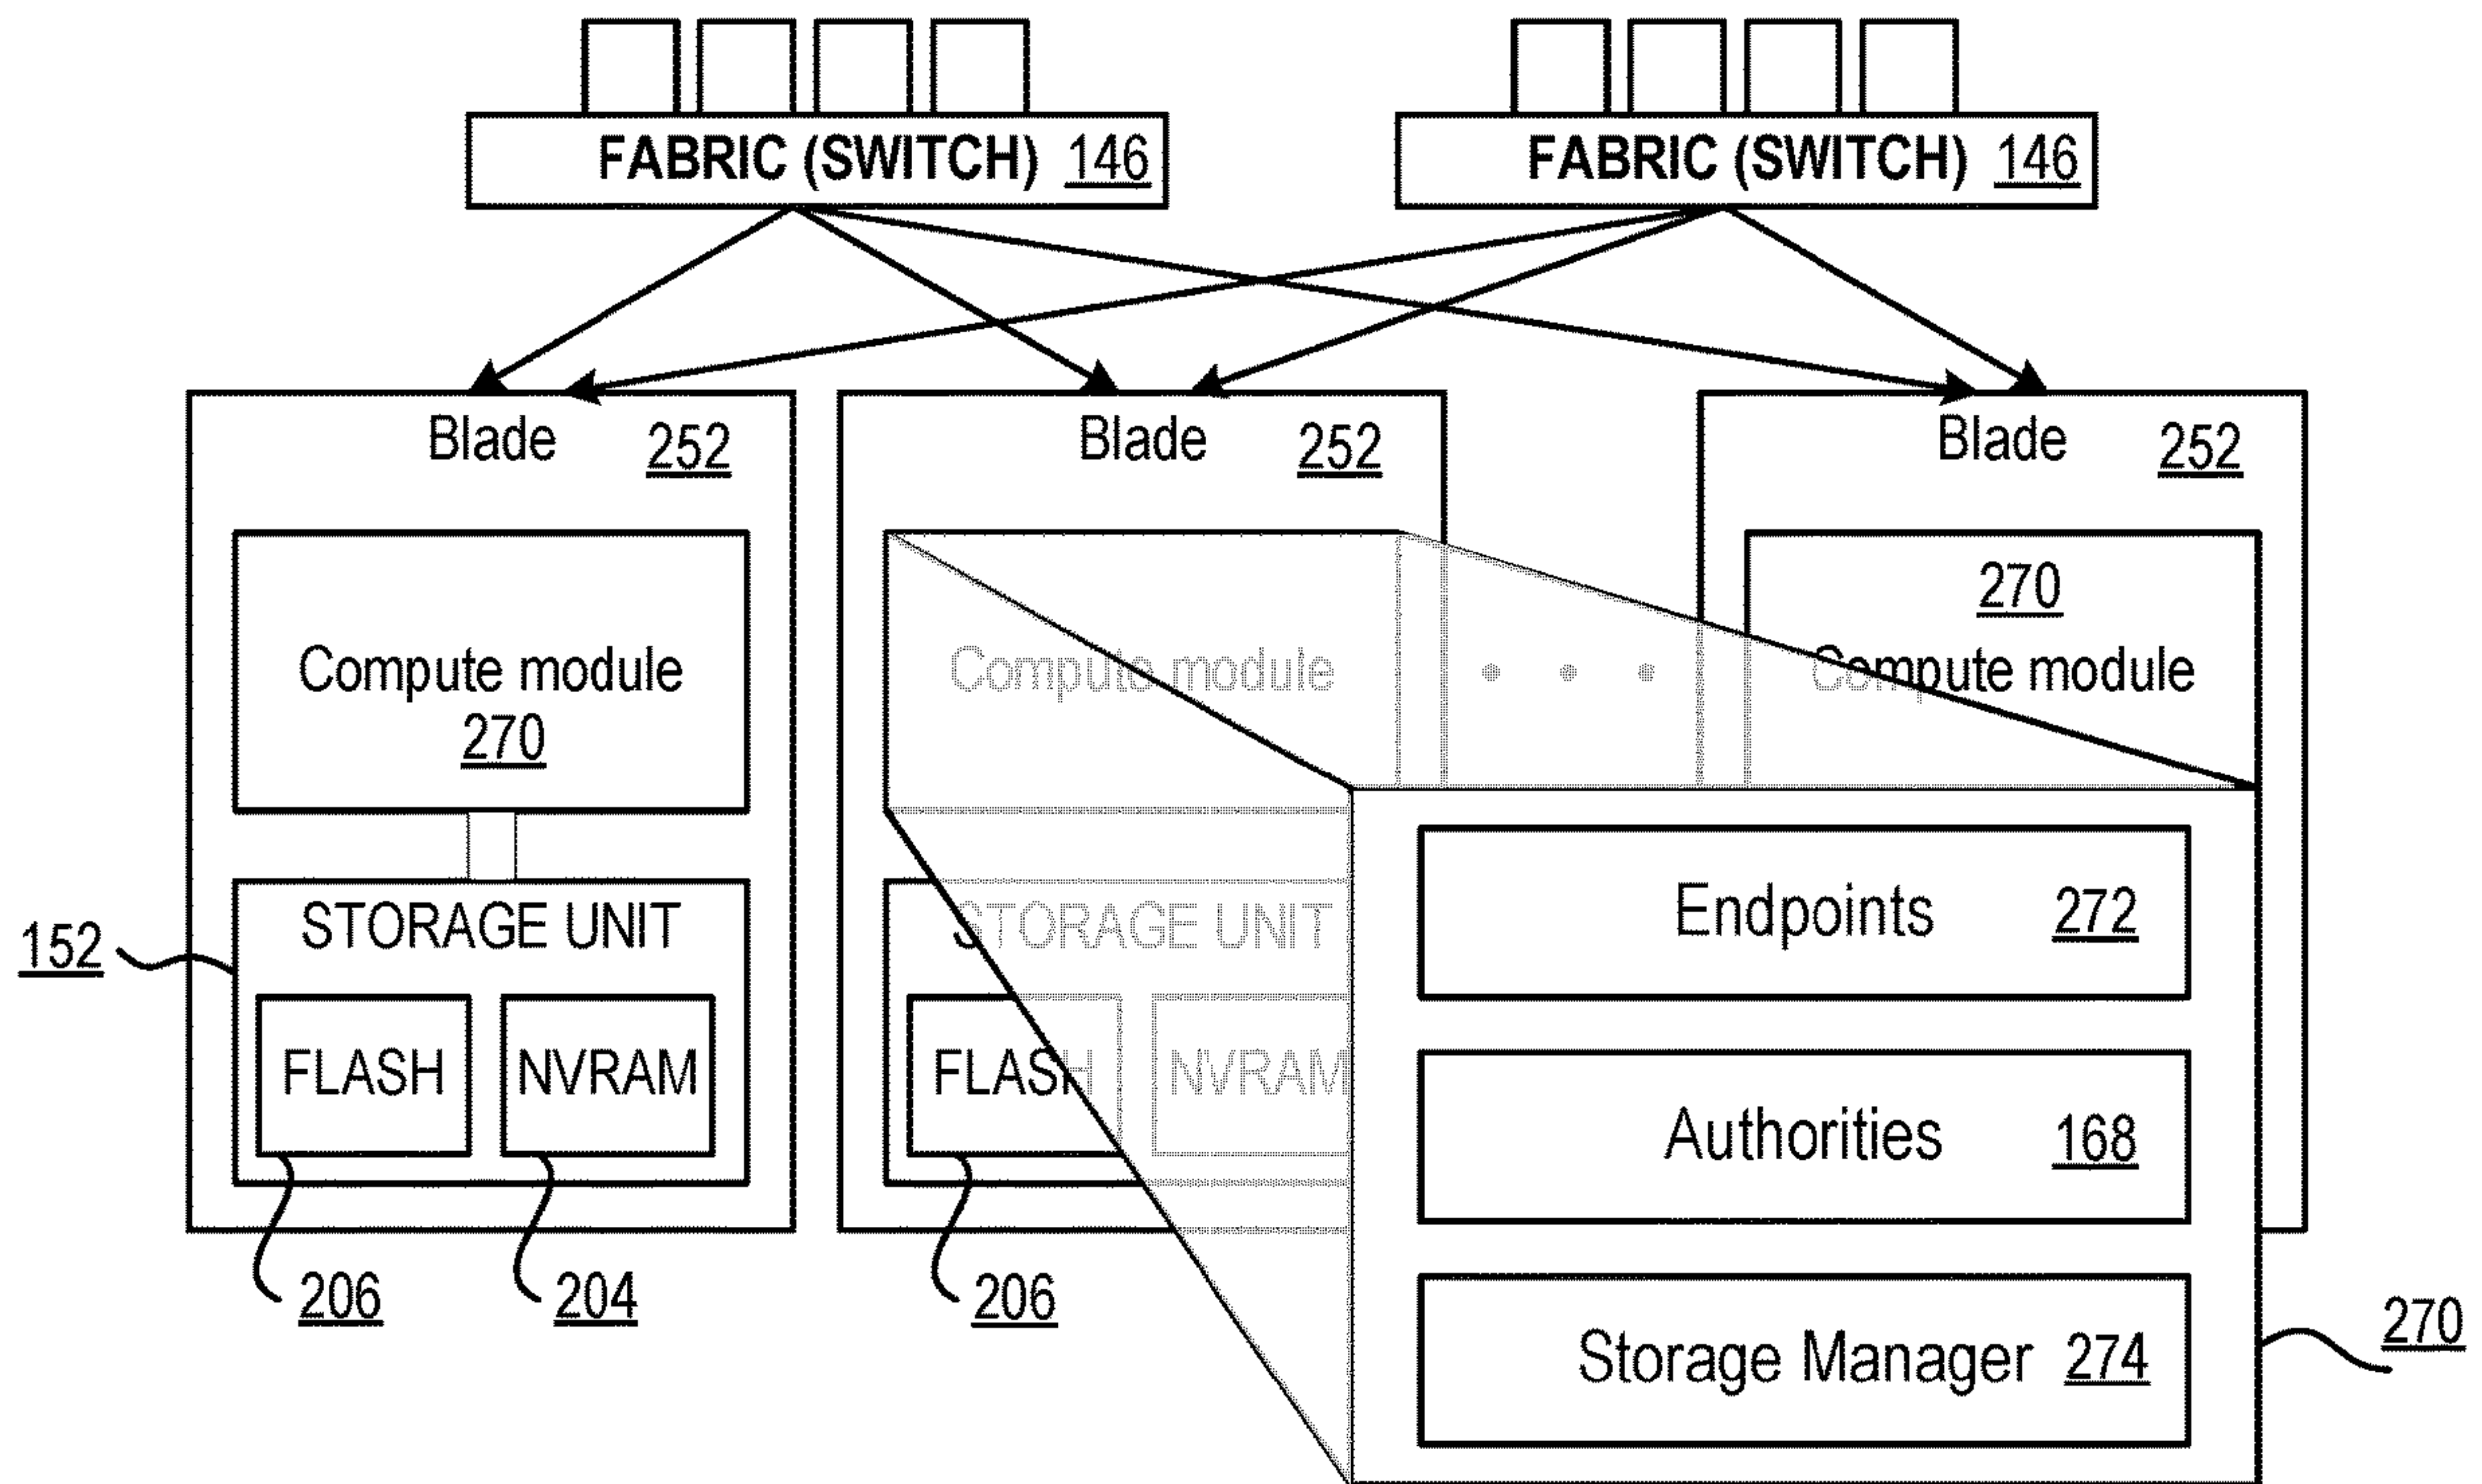 FABRIC (SWITCH) 146
FABRIC (SWITCH) 146
Blade 252
Blade 252
Blade 252
Compute module
270
Compute module
270
Compute module
152
STORAGE UNIT
FLASH
NVRAM
206
204
STORAGE UNIT
FLASH
NVRAM
206
Endpoints 272
Authorities 168
Storage Manager 274
270